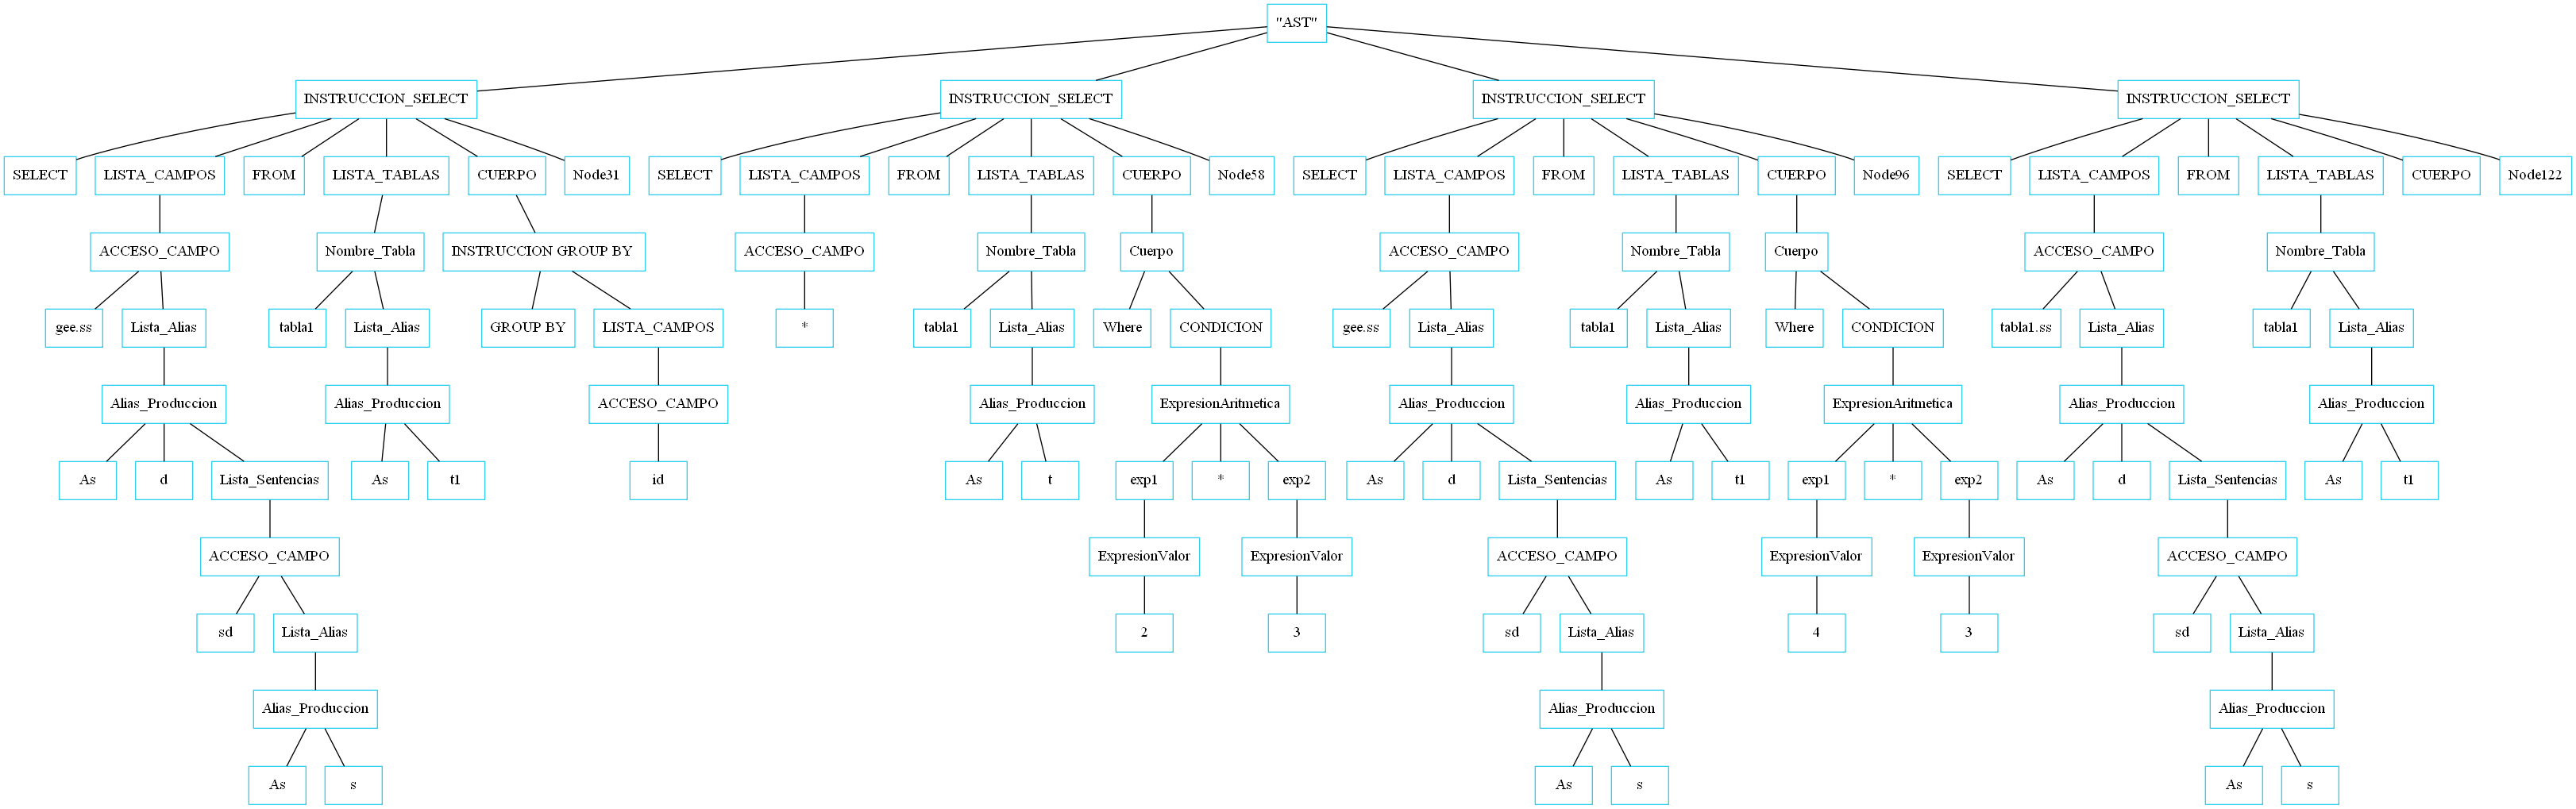 "AST"
INSTRUCCION_SELECT INSTRUCCION_SELECT INSTRUCCION_SELECT INSTRUCCION_SELECT
SELECT LISTA_CAMPOS FROM LISTA_TABLAS CUERPO Node31 SELECT LISTA_CAMPOS FROM LISTA_TABLAS CUERPO Node58 SELECT LISTA_CAMPOS FROM LISTA_TABLAS CUERPO Node96 SELECT LISTA_CAMPOS FROM LISTA_TABLAS CUERPO Node122
ACCESO_CAMPO Nombre_Tabla INSTRUCCION GROUP BY ACCESO_CAMPO Nombre_Tabla Cuerpo ACCESO_CAMPO Nombre_Tabla Cuerpo ACCESO_CAMPO Nombre_Tabla
gee.ss Lista_Alias tabla1 Lista_Alias GROUP BY LISTA_CAMPOS * tabla1 Lista_Alias Where CONDICION gee.ss Lista_Alias tabla1 Lista_Alias Where CONDICION tabla1.ss Lista_Alias tabla1 Lista_Alias
Alias_Produccion Alias_Produccion ACCESO_CAMPO Alias_Produccion ExpresionAritmetica Alias_Produccion Alias_Produccion ExpresionAritmetica Alias_Produccion Alias_Produccion
As d Lista_Sentencias As t1 id As t exp1 * exp2 As d Lista_Sentencias As t1 exp1 * exp2 As d Lista_Sentencias As t1
ACCESO_CAMPO ExpresionValor ExpresionValor ACCESO_CAMPO ExpresionValor ExpresionValor ACCESO_CAMPO
sd Lista_Alias 2 3 sd Lista_Alias 4 3 sd Lista_Alias
Alias_Produccion Alias_Produccion Alias_Produccion
As s As s As s